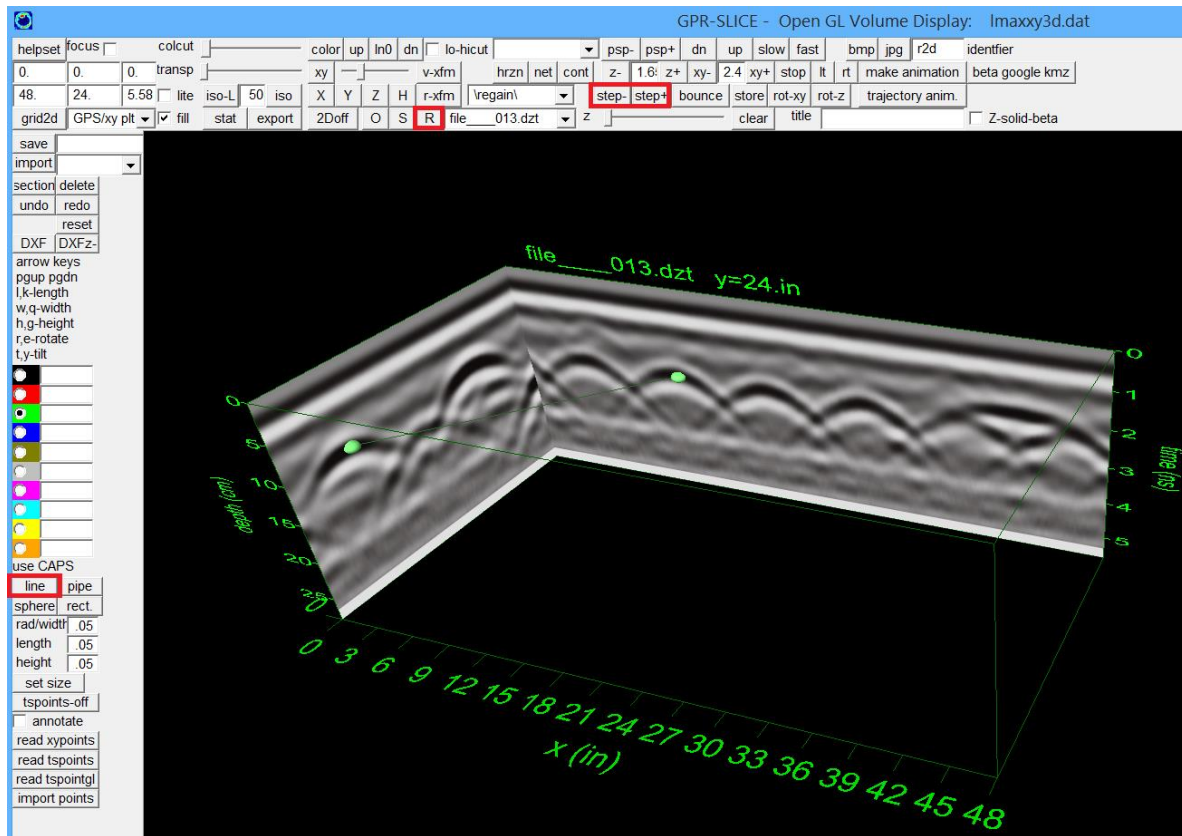 GPR-SLICE - Open GL Volume Display: lmaxxy3d.dat
helpset focus colcut color up ln0 dn lo-hicut psp- psp+ dn up slow fast bmp jpg r2d identfier
0. 0. 0. transp xy v-xfm hrzn net cont z- 1.6 z+ xy- 2.4 xy+ stop lt rt make animation beta google kmz
48. 24. 5.58 lite iso-L 50 iso X Y Z H r-xfm \regain\ step- step+ bounce store rot-xy rot-z trajectory anim.
grid2d GPS/xy plt fill stat export 2Doff O S R file____013.dzt z clear title Z-solid-beta
save
import
section delete
undo redo
reset
DXF DXFz-
arrow keys
pgup pgdn
l,k-length
w,q-width
h,g-height
r,e-rotate
t,y-tilt
use CAPS
line pipe
sphere rect.
rad/width .05
length .05
height .05
set size
tspoints-off
annotate
read xypoints
read tspoints
read tspointgl
import points
file____013.dzt y=24.in
0
1
2
3
4
5
time (ns)
0
5
10
15
20
25
depth (cm)
0
0 3 6 9 12 15 18 21 24 27 30 33 36 39 42 45 48
x (in)